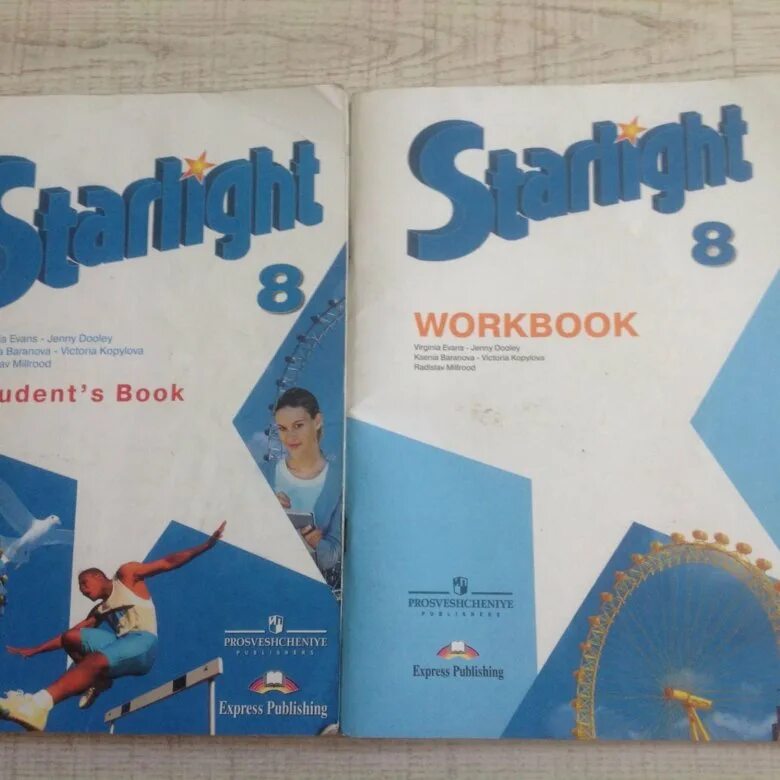 Starlight
8
Evans - Jenny Dooley
Baranova - Victoria Kopylova
Millrood
udent's Book
PROSVESHCHENIYE
PUBLISHERS
Express Publishing
Starlight
8
WORKBOOK
Virginia Evans - Jenny Dooley
Ksenia Baranova - Victoria Kopylova
Radislav Millrood
PROSVESHCHENIYE
PUBLISHERS
Express Publishing